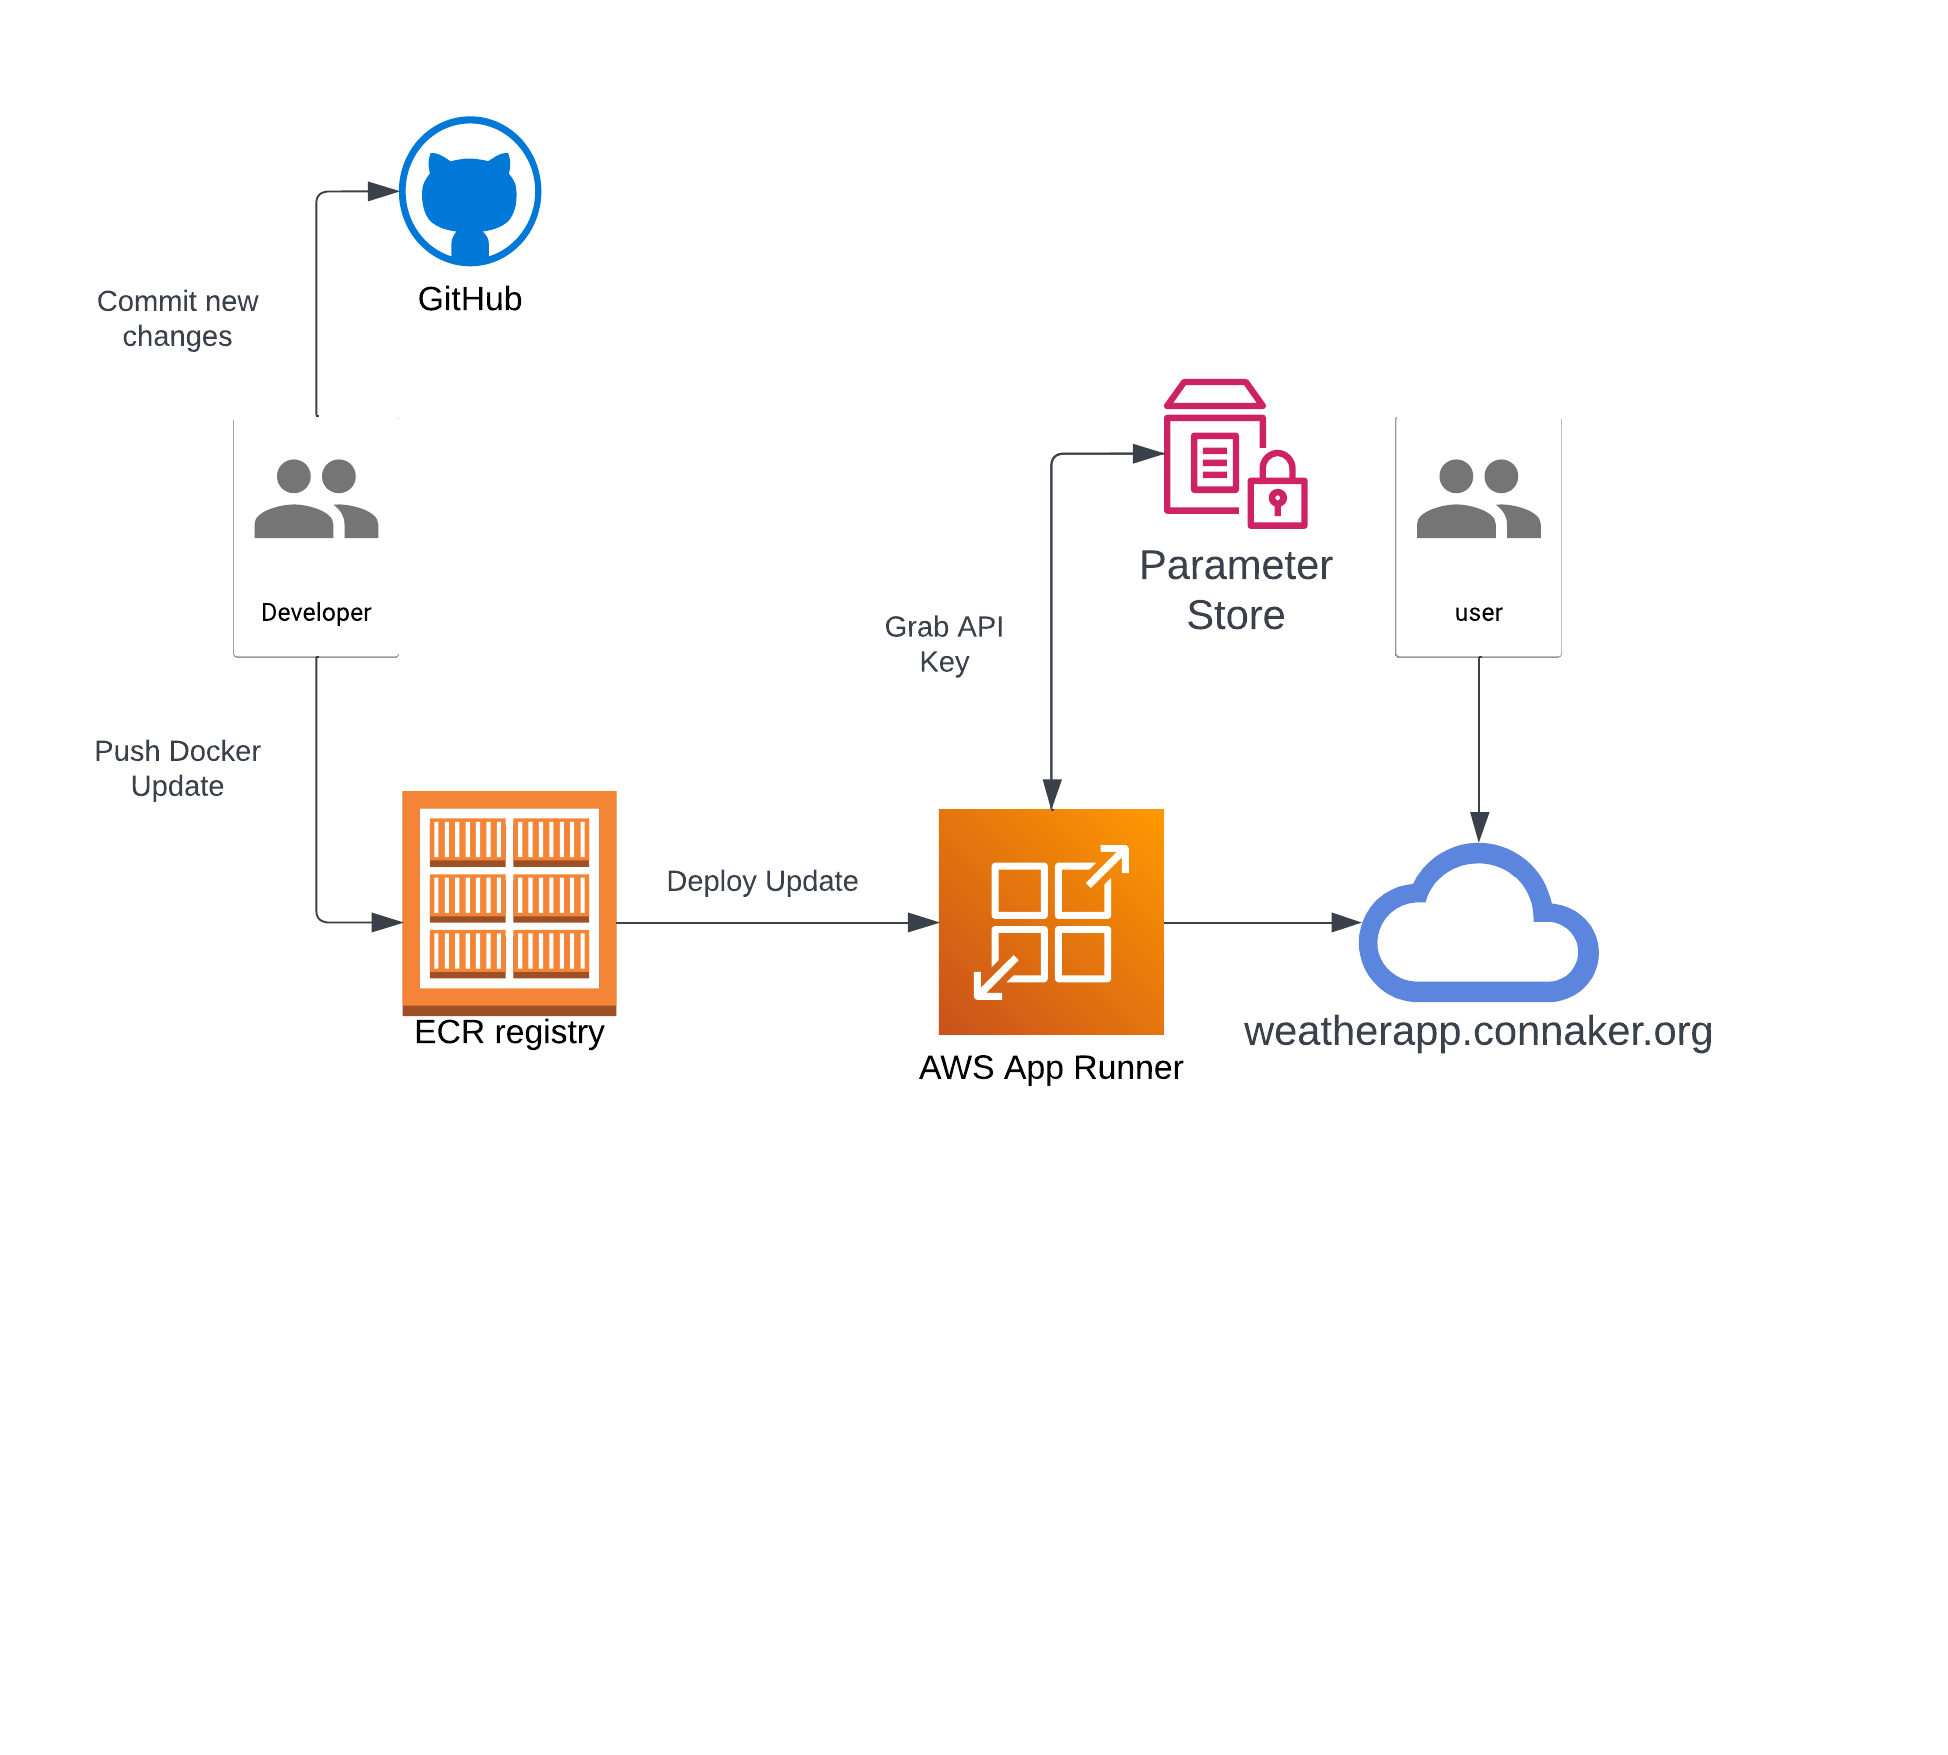 GitHub
Commit new
changes
Developer
Parameter
Store
user
Grab API
Key
Push Docker
Update
Deploy Update
ECR registry
AWS App Runner
weatherapp.connaker.org